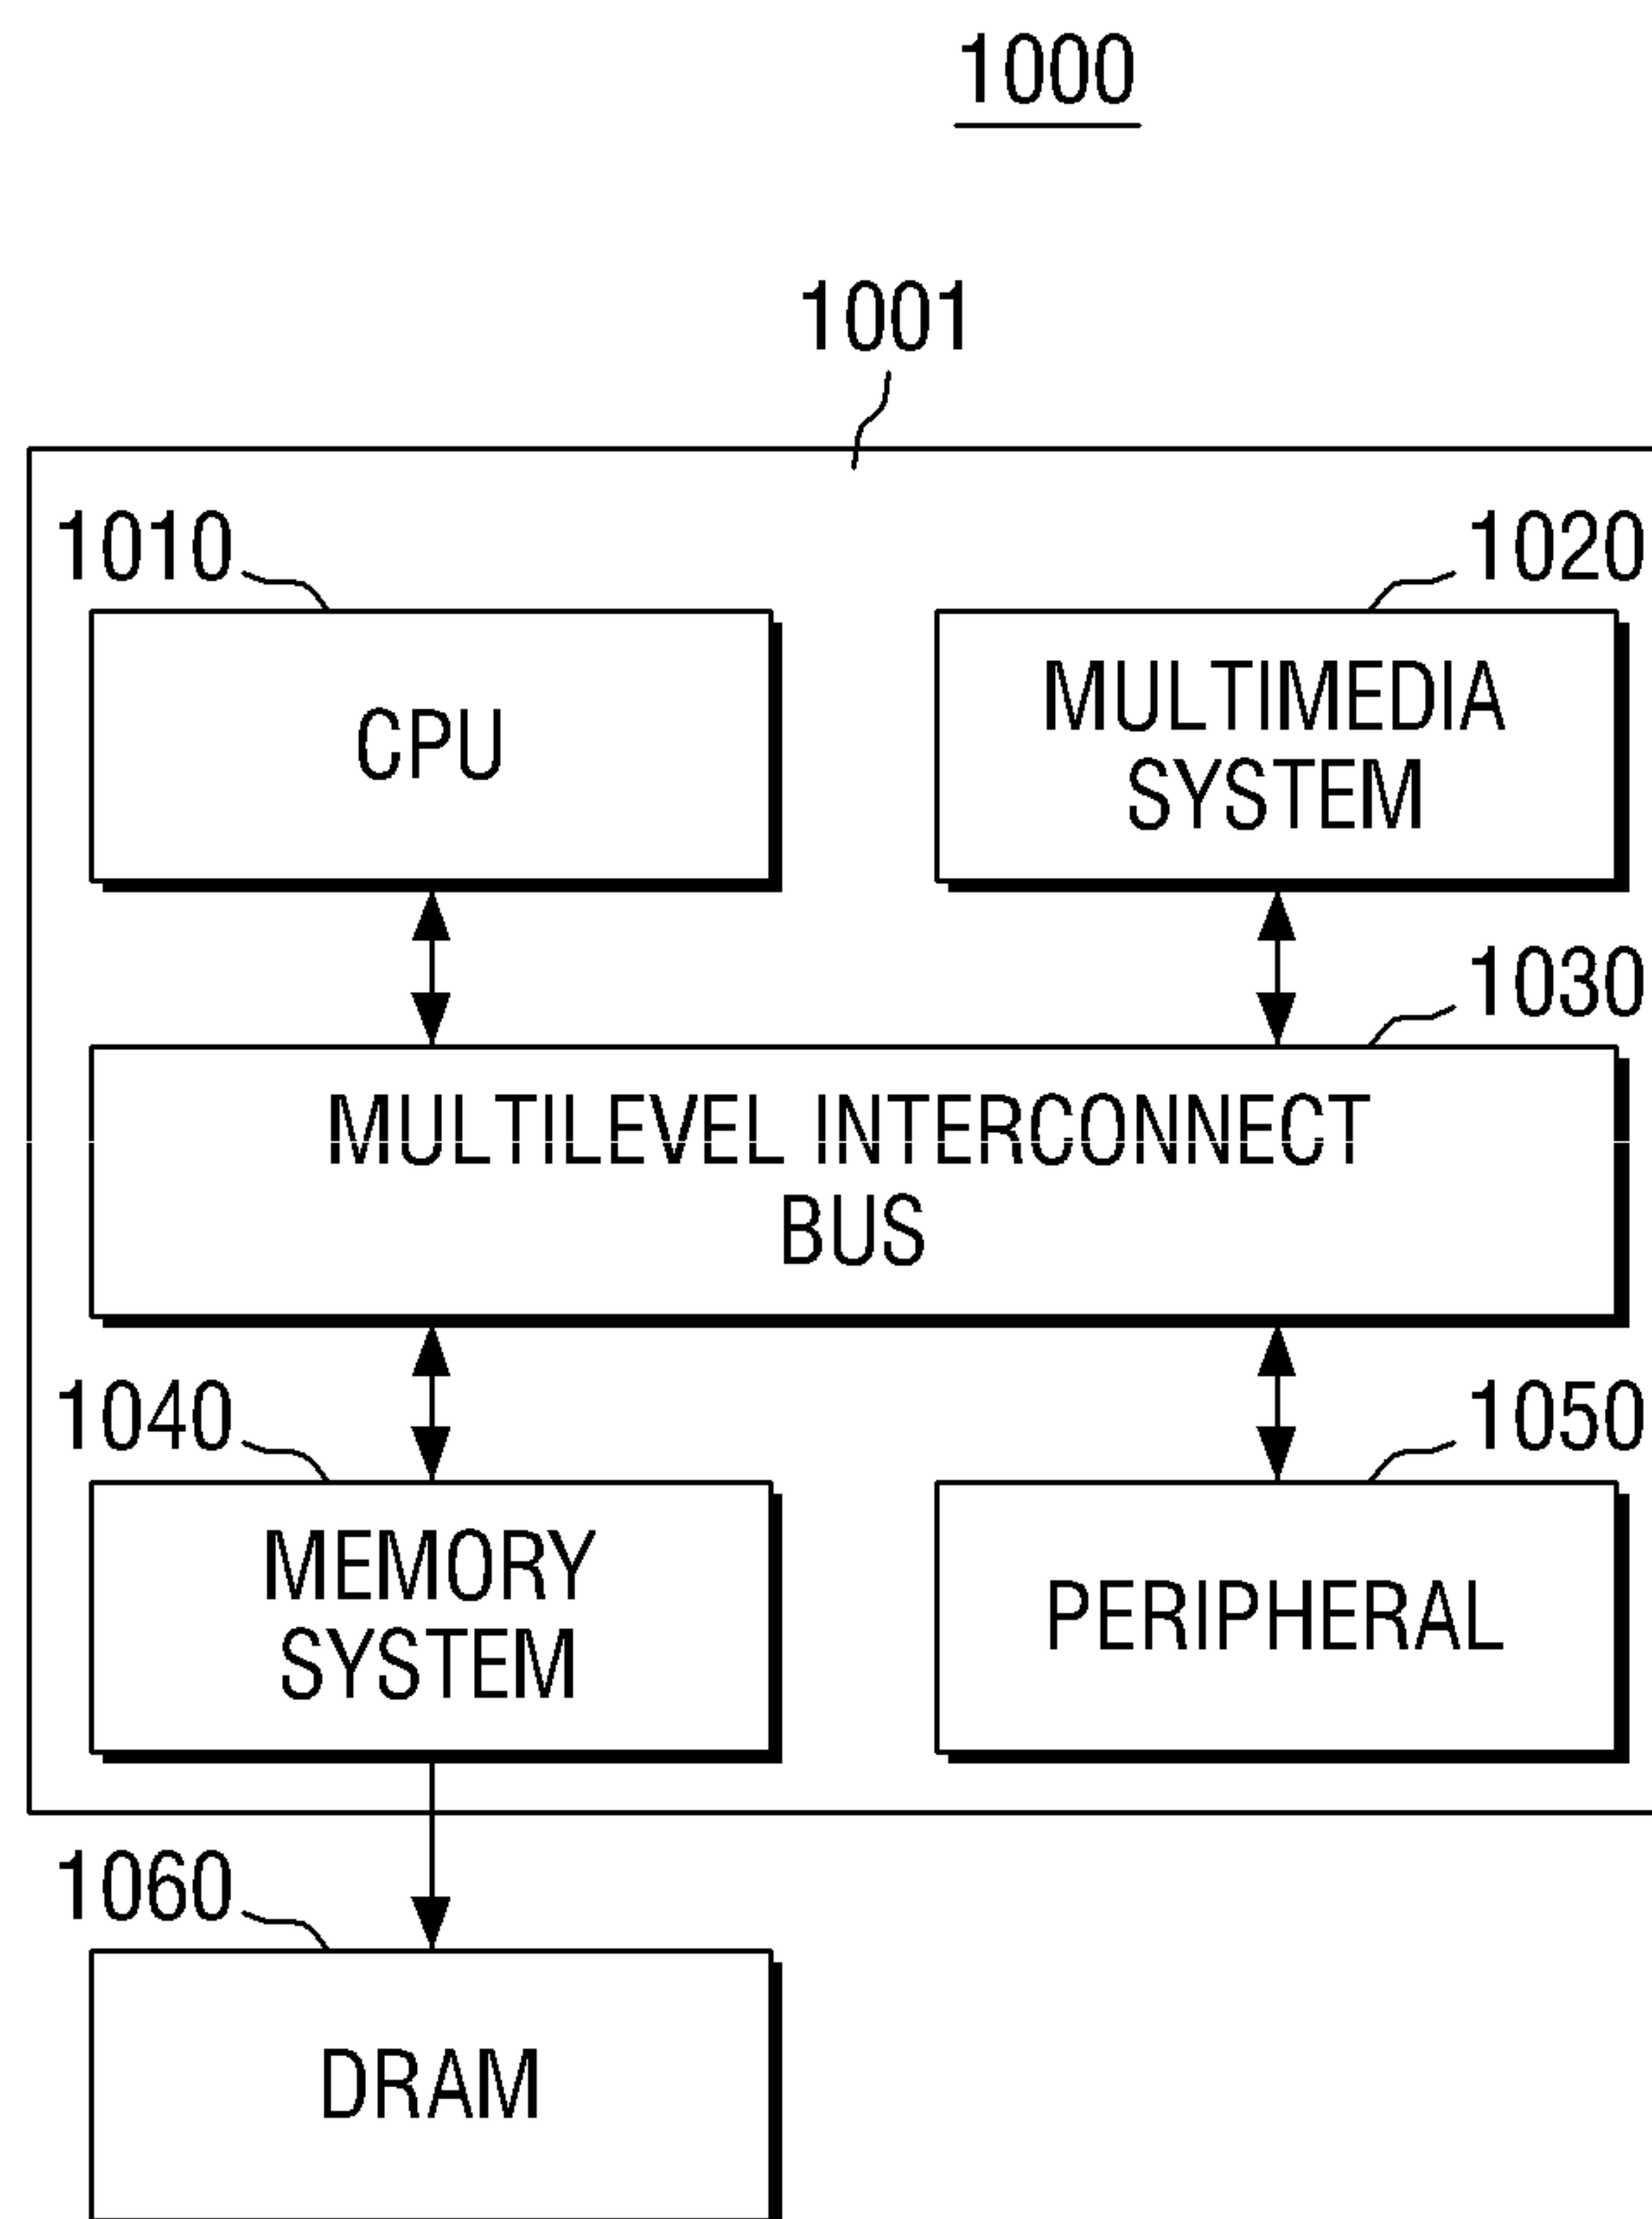 1000
1001
1010
1020
CPU
MULTIMEDIA
SYSTEM
1030
MULTILEVEL INTERCONNECT
BUS
1040
1050
MEMORY
SYSTEM
PERIPHERAL
1060
DRAM